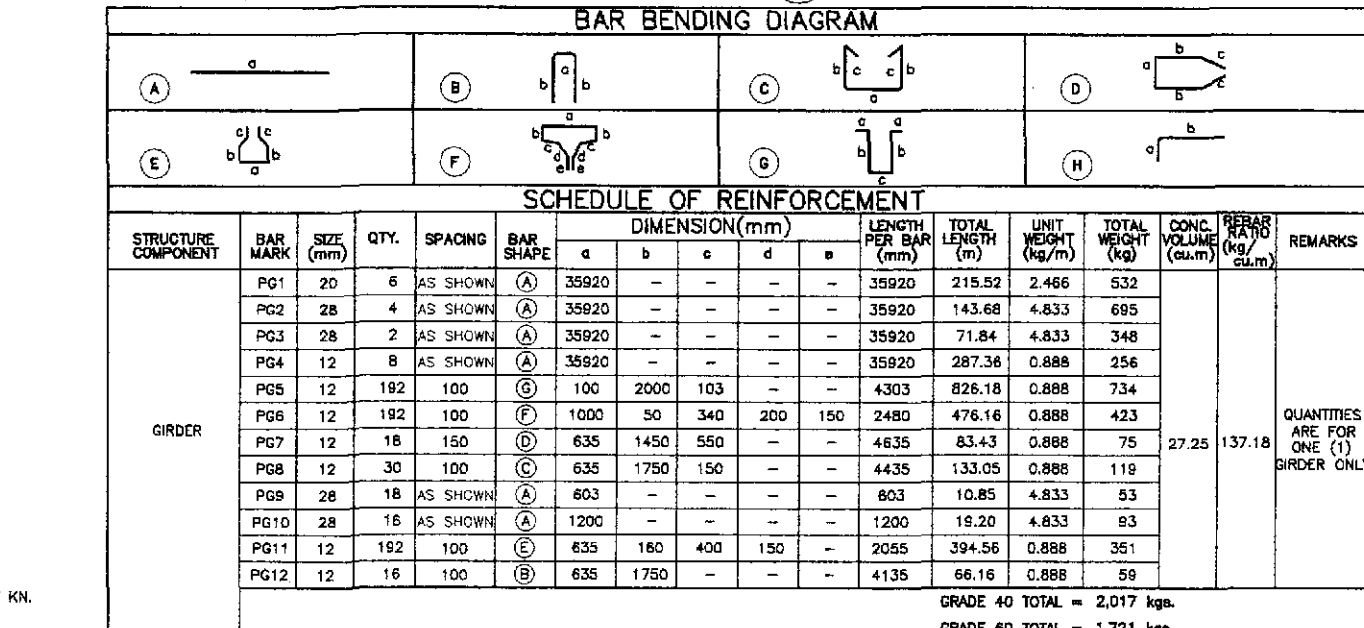 BAR BENDING DIAGRAM
A a
B a b b
C b c c b a
D a b c b c
E c c b b a
F a b b c c d d e e
G a a b b c
H a b
SCHEDULE OF REINFORCEMENT
STRUCTURE COMPONENT BAR MARK SIZE (mm) QTY. SPACING BAR SHAPE DIMENSION(mm) a b c d e LENGTH PER BAR (mm) TOTAL LENGTH (m) UNIT WEIGHT (kg/m) TOTAL WEIGHT (kg) CONC. VOLUME (cu.m) REBAR RATIO (kg/cu.m) REMARKS
PG1 20 6 AS SHOWN A 35920 – – – – 35920 215.52 2.466 532
PG2 28 4 AS SHOWN A 35920 – – – – 35920 143.68 4.833 695
PG3 28 2 AS SHOWN A 35920 – – – – 35920 71.84 4.833 348
PG4 12 8 AS SHOWN A 35920 – – – – 35920 287.36 0.888 256
PG5 12 192 100 G 100 2000 103 – – 4303 826.18 0.888 734
PG6 12 192 100 F 1000 50 340 200 150 2480 476.16 0.888 423
PG7 12 18 150 D 635 1450 550 – – 4635 83.43 0.888 75
PG8 12 30 100 C 635 1750 150 – – 4435 133.05 0.888 119
PG9 28 18 AS SHOWN A 603 – – – – 603 10.85 4.833 53
PG10 28 16 AS SHOWN A 1200 – – – – 1200 19.20 4.833 93
PG11 12 192 100 E 635 160 400 150 – 2055 394.56 0.888 351
PG12 12 16 100 B 635 1750 – – – 4135 66.16 0.888 59
GIRDER
27.25 137.18
QUANTITIES
ARE FOR
ONE (1)
GIRDER ONLY
KN.
GRADE 40 TOTAL = 2,017 kgs.
GRADE 60 TOTAL = 1,721 kgs.